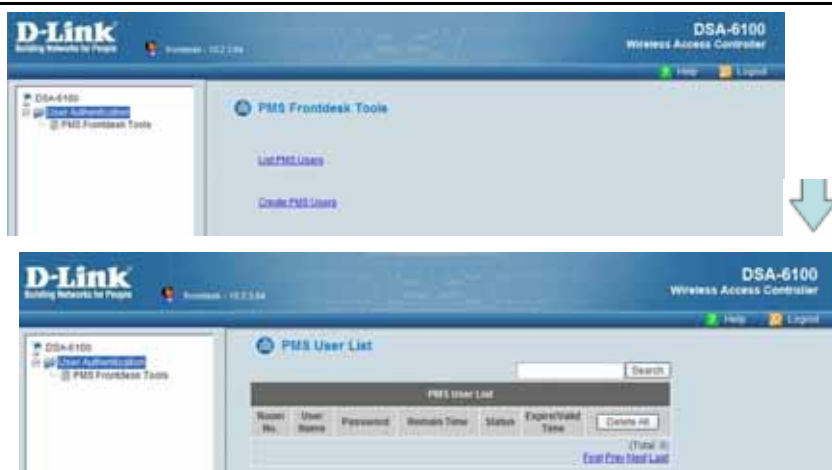 D-Link
Building Networks for People
DSA-6100
Wireless Access Controller
Help Logout
DSA-6100
User Authentication
PMS Frontdesk Tools
PMS Frontdesk Tools
List PMS Users
Create PMS Users
D-Link
Building Networks for People
DSA-6100
Wireless Access Controller
Help Logout
DSA-6100
User Authentication
PMS Frontdesk Tools
PMS User List
Search
PMS User List
Room No. User Name Password Remain Time Status Expire/Valid Time Delete All
(Total: 0)
First Prev Next Last